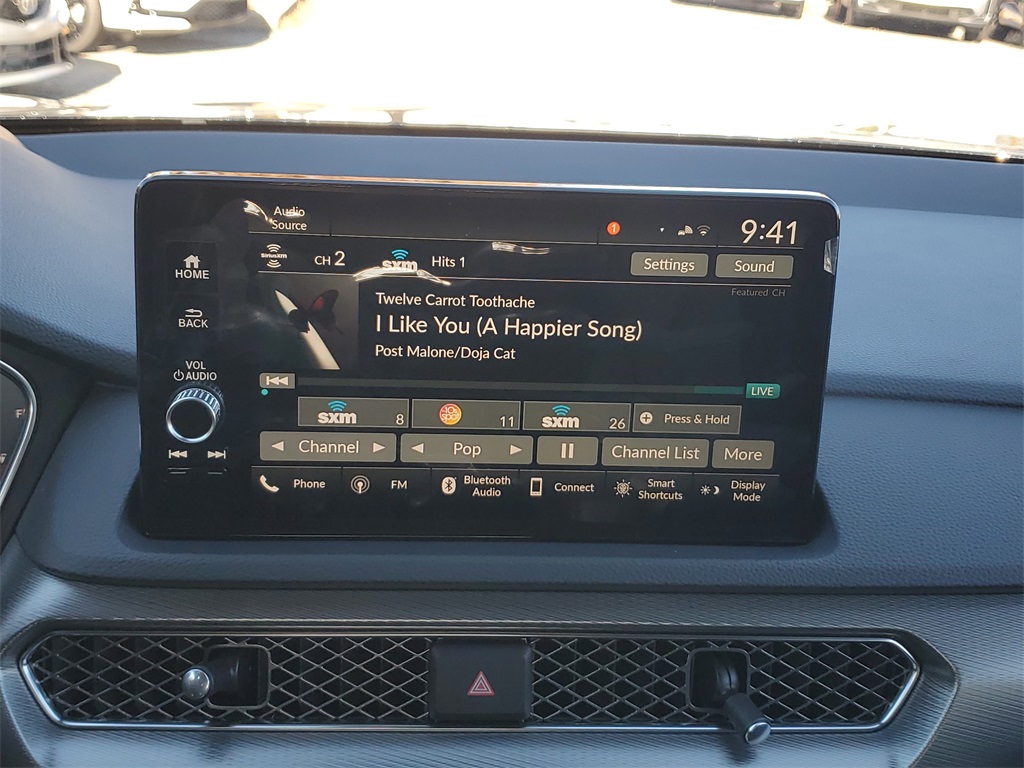 Audio
Source
1
9:41
HOME
SiriusXM
CH 2
sxm
Hits 1
Settings
Sound
Featured CH
Twelve Carrot Toothache
I Like You (A Happier Song)
Post Malone/Doja Cat
BACK
VOL
AUDIO
LIVE
sxm 8
11
sxm 26
Press & Hold
Channel
Pop
Channel List
More
Phone
FM
Bluetooth
Audio
Connect
Smart
Shortcuts
Display
Mode